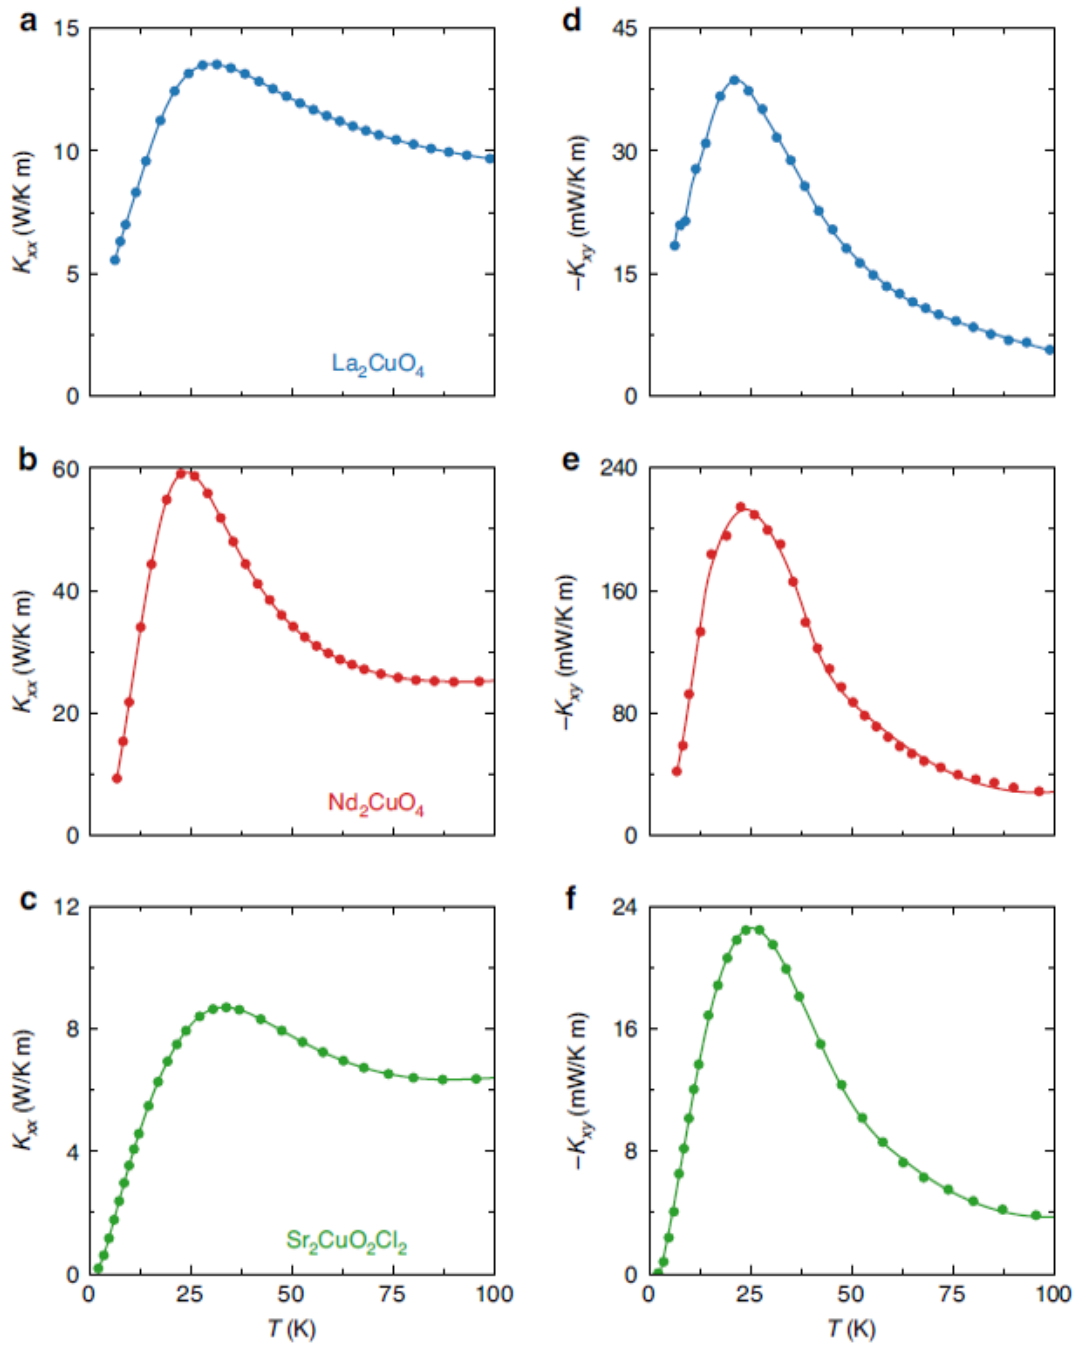 a
15
10
5
0
K_xx (W/K m)
La₂CuO₄
d
45
30
15
0
–K_xy (mW/K m)
b
60
40
20
0
K_xx (W/K m)
Nd₂CuO₄
e
240
160
80
0
–K_xy (mW/K m)
c
12
8
4
0
K_xx (W/K m)
Sr₂CuO₂Cl₂
0 25 50 75 100
T (K)
f
24
16
8
0
–K_xy (mW/K m)
0 25 50 75 100
T (K)